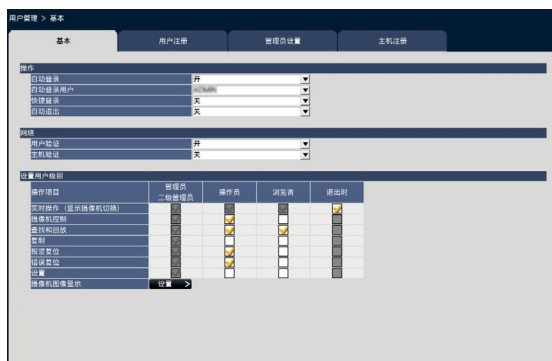 用户管理 > 基本
基本 用户注册 管理员设置 主机注册
操作
自动登录 开
自动登录用户 ADMIN
快捷登录 关
自动退出 关
网络
用户验证 开
主机验证 关
设置用户级别
操作项目 管理员 二级管理员 操作员 浏览者 退出时
实时操作（显示摄像机切换）
摄像机控制
查找和回放
复制
报警复位
错误复位
设置
摄像机图像显示 设置 >